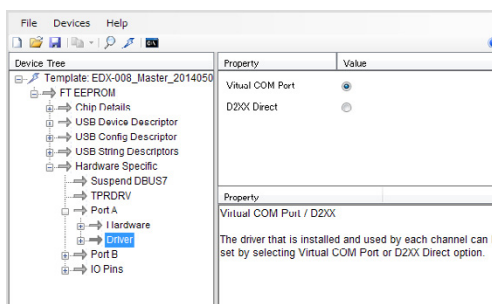 File Devices Help
Device Tree
Template: EDX-008_Master_2014050
FT EEPROM
Chip Details
USB Device Descriptor
USB Config Descriptor
USB String Descriptors
Hardware Specific
Suspend DBUS7
TPRDRV
Port A
Hardware
Driver
Port B
IO Pins
Property Value
Virtual COM Port
D2XX Direct
Property
Virtual COM Port / D2XX
The driver that is installed and used by each channel can
set by selecting Virtual COM Port or D2XX Direct option.